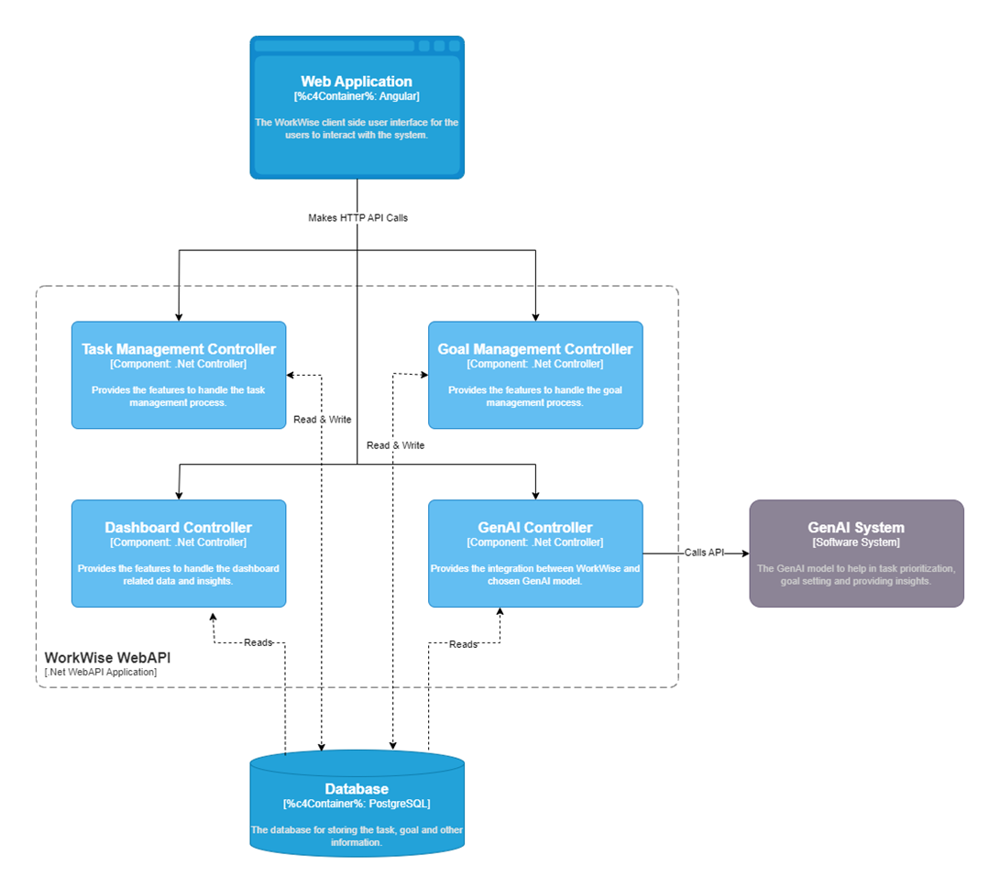 Web Application
[%c4Container%: Angular]
The WorkWise client side user interface for the
users to interact with the system.
Makes HTTP API Calls
Task Management Controller
[Component: .Net Controller]
Provides the features to handle the task
management process.
Goal Management Controller
[Component: .Net Controller]
Provides the features to handle the goal
management process.
Read & Write
Read & Write
Dashboard Controller
[Component: .Net Controller]
Provides the features to handle the dashboard
related data and insights.
GenAI Controller
[Component: .Net Controller]
Provides the integration between WorkWise and
chosen GenAI model.
Calls API
GenAI System
[Software System]
The GenAI model to help in task prioritization,
goal setting and providing insights.
Reads
Reads
WorkWise WebAPI
[.Net WebAPI Application]
Database
[%c4Container%: PostgreSQL]
The database for storing the task, goal and other
information.